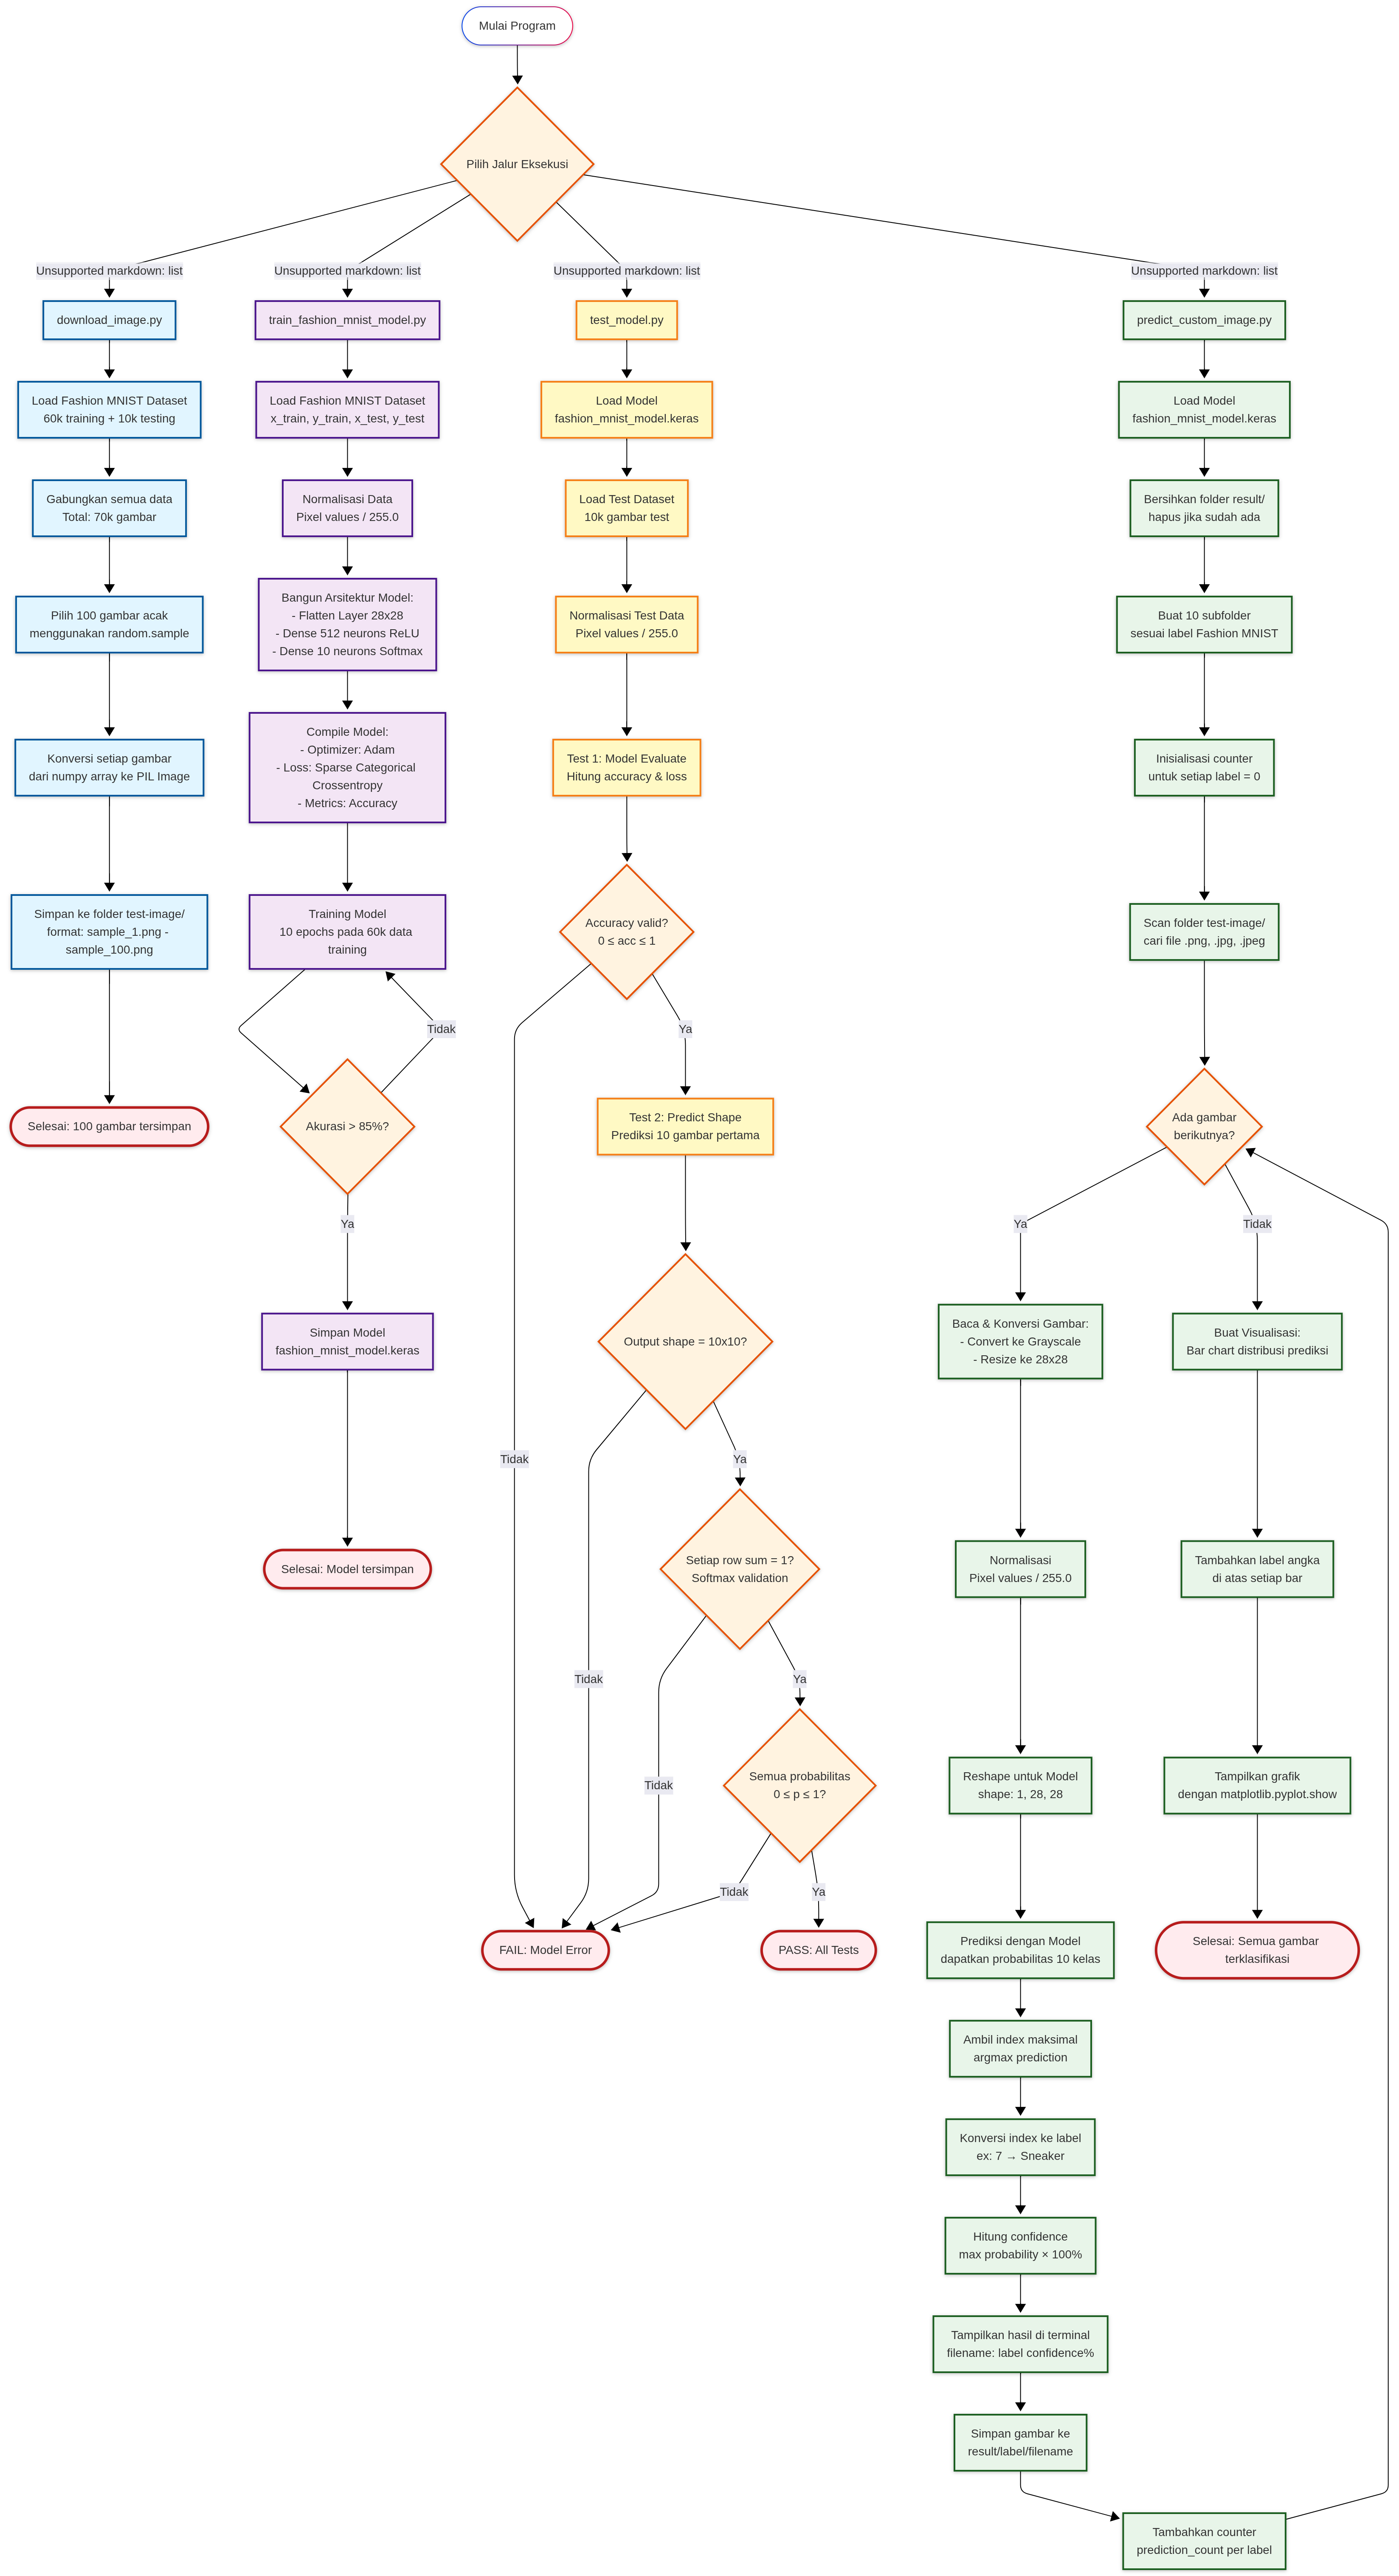 Mulai Program
Pilih Jalur Eksekusi
Unsupported markdown: list
Unsupported markdown: list
Unsupported markdown: list
Unsupported markdown: list
download_image.py
Load Fashion MNIST Dataset
60k training + 10k testing
Gabungkan semua data
Total: 70k gambar
Pilih 100 gambar acak
menggunakan random.sample
Konversi setiap gambar
dari numpy array ke PIL Image
Simpan ke folder test-image/
format: sample_1.png -
sample_100.png
Selesai: 100 gambar tersimpan
train_fashion_mnist_model.py
Load Fashion MNIST Dataset
x_train, y_train, x_test, y_test
Normalisasi Data
Pixel values / 255.0
Bangun Arsitektur Model:
- Flatten Layer 28x28
- Dense 512 neurons ReLU
- Dense 10 neurons Softmax
Compile Model:
- Optimizer: Adam
- Loss: Sparse Categorical
Crossentropy
- Metrics: Accuracy
Training Model
10 epochs pada 60k data
training
Tidak
Akurasi > 85%?
Ya
Simpan Model
fashion_mnist_model.keras
Selesai: Model tersimpan
test_model.py
Load Model
fashion_mnist_model.keras
Load Test Dataset
10k gambar test
Normalisasi Test Data
Pixel values / 255.0
Test 1: Model Evaluate
Hitung accuracy & loss
Accuracy valid?
0 ≤ acc ≤ 1
Ya
Test 2: Predict Shape
Prediksi 10 gambar pertama
Output shape = 10x10?
Tidak
Ya
Setiap row sum = 1?
Softmax validation
Tidak
Ya
Semua probabilitas
0 ≤ p ≤ 1?
Tidak
Tidak
Ya
FAIL: Model Error
PASS: All Tests
predict_custom_image.py
Load Model
fashion_mnist_model.keras
Bersihkan folder result/
hapus jika sudah ada
Buat 10 subfolder
sesuai label Fashion MNIST
Inisialisasi counter
untuk setiap label = 0
Scan folder test-image/
cari file .png, .jpg, .jpeg
Ada gambar
berikutnya?
Ya
Tidak
Baca & Konversi Gambar:
- Convert ke Grayscale
- Resize ke 28x28
Normalisasi
Pixel values / 255.0
Reshape untuk Model
shape: 1, 28, 28
Prediksi dengan Model
dapatkan probabilitas 10 kelas
Ambil index maksimal
argmax prediction
Konversi index ke label
ex: 7 → Sneaker
Hitung confidence
max probability × 100%
Tampilkan hasil di terminal
filename: label confidence%
Simpan gambar ke
result/label/filename
Tambahkan counter
prediction_count per label
Buat Visualisasi:
Bar chart distribusi prediksi
Tambahkan label angka
di atas setiap bar
Tampilkan grafik
dengan matplotlib.pyplot.show
Selesai: Semua gambar
terklasifikasi